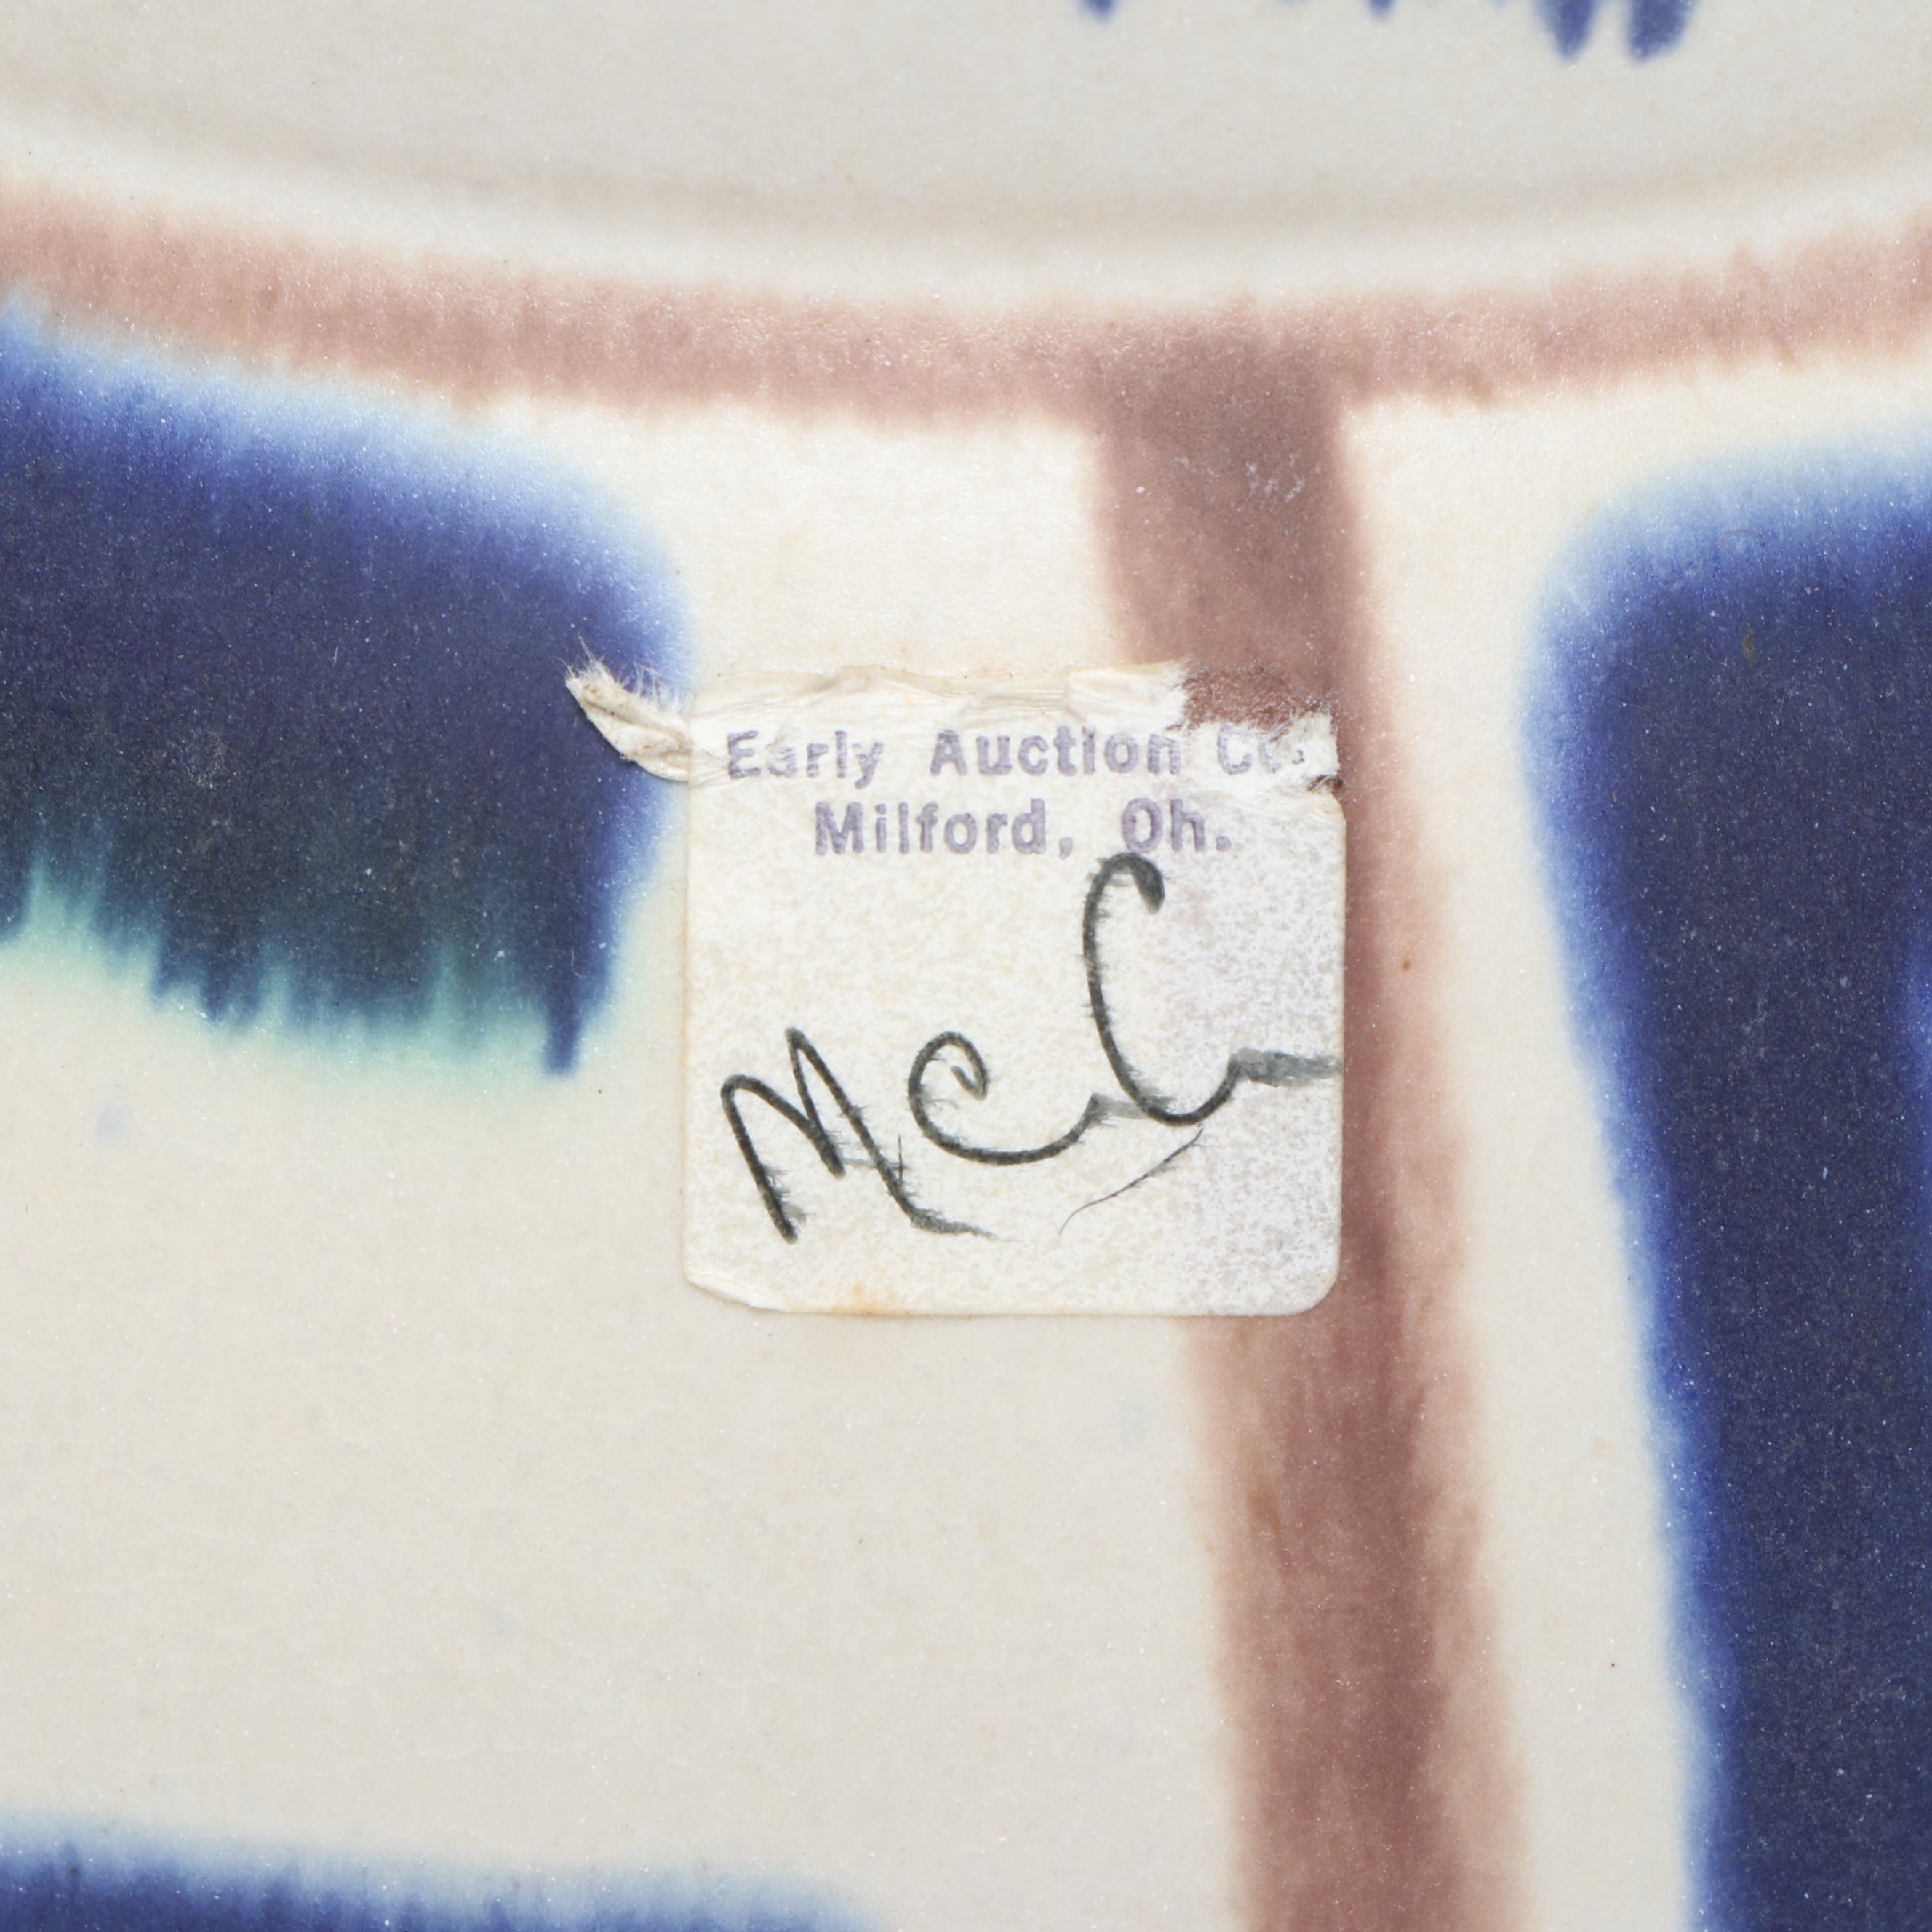 Early Auction Co.
Milford, Oh.
McC